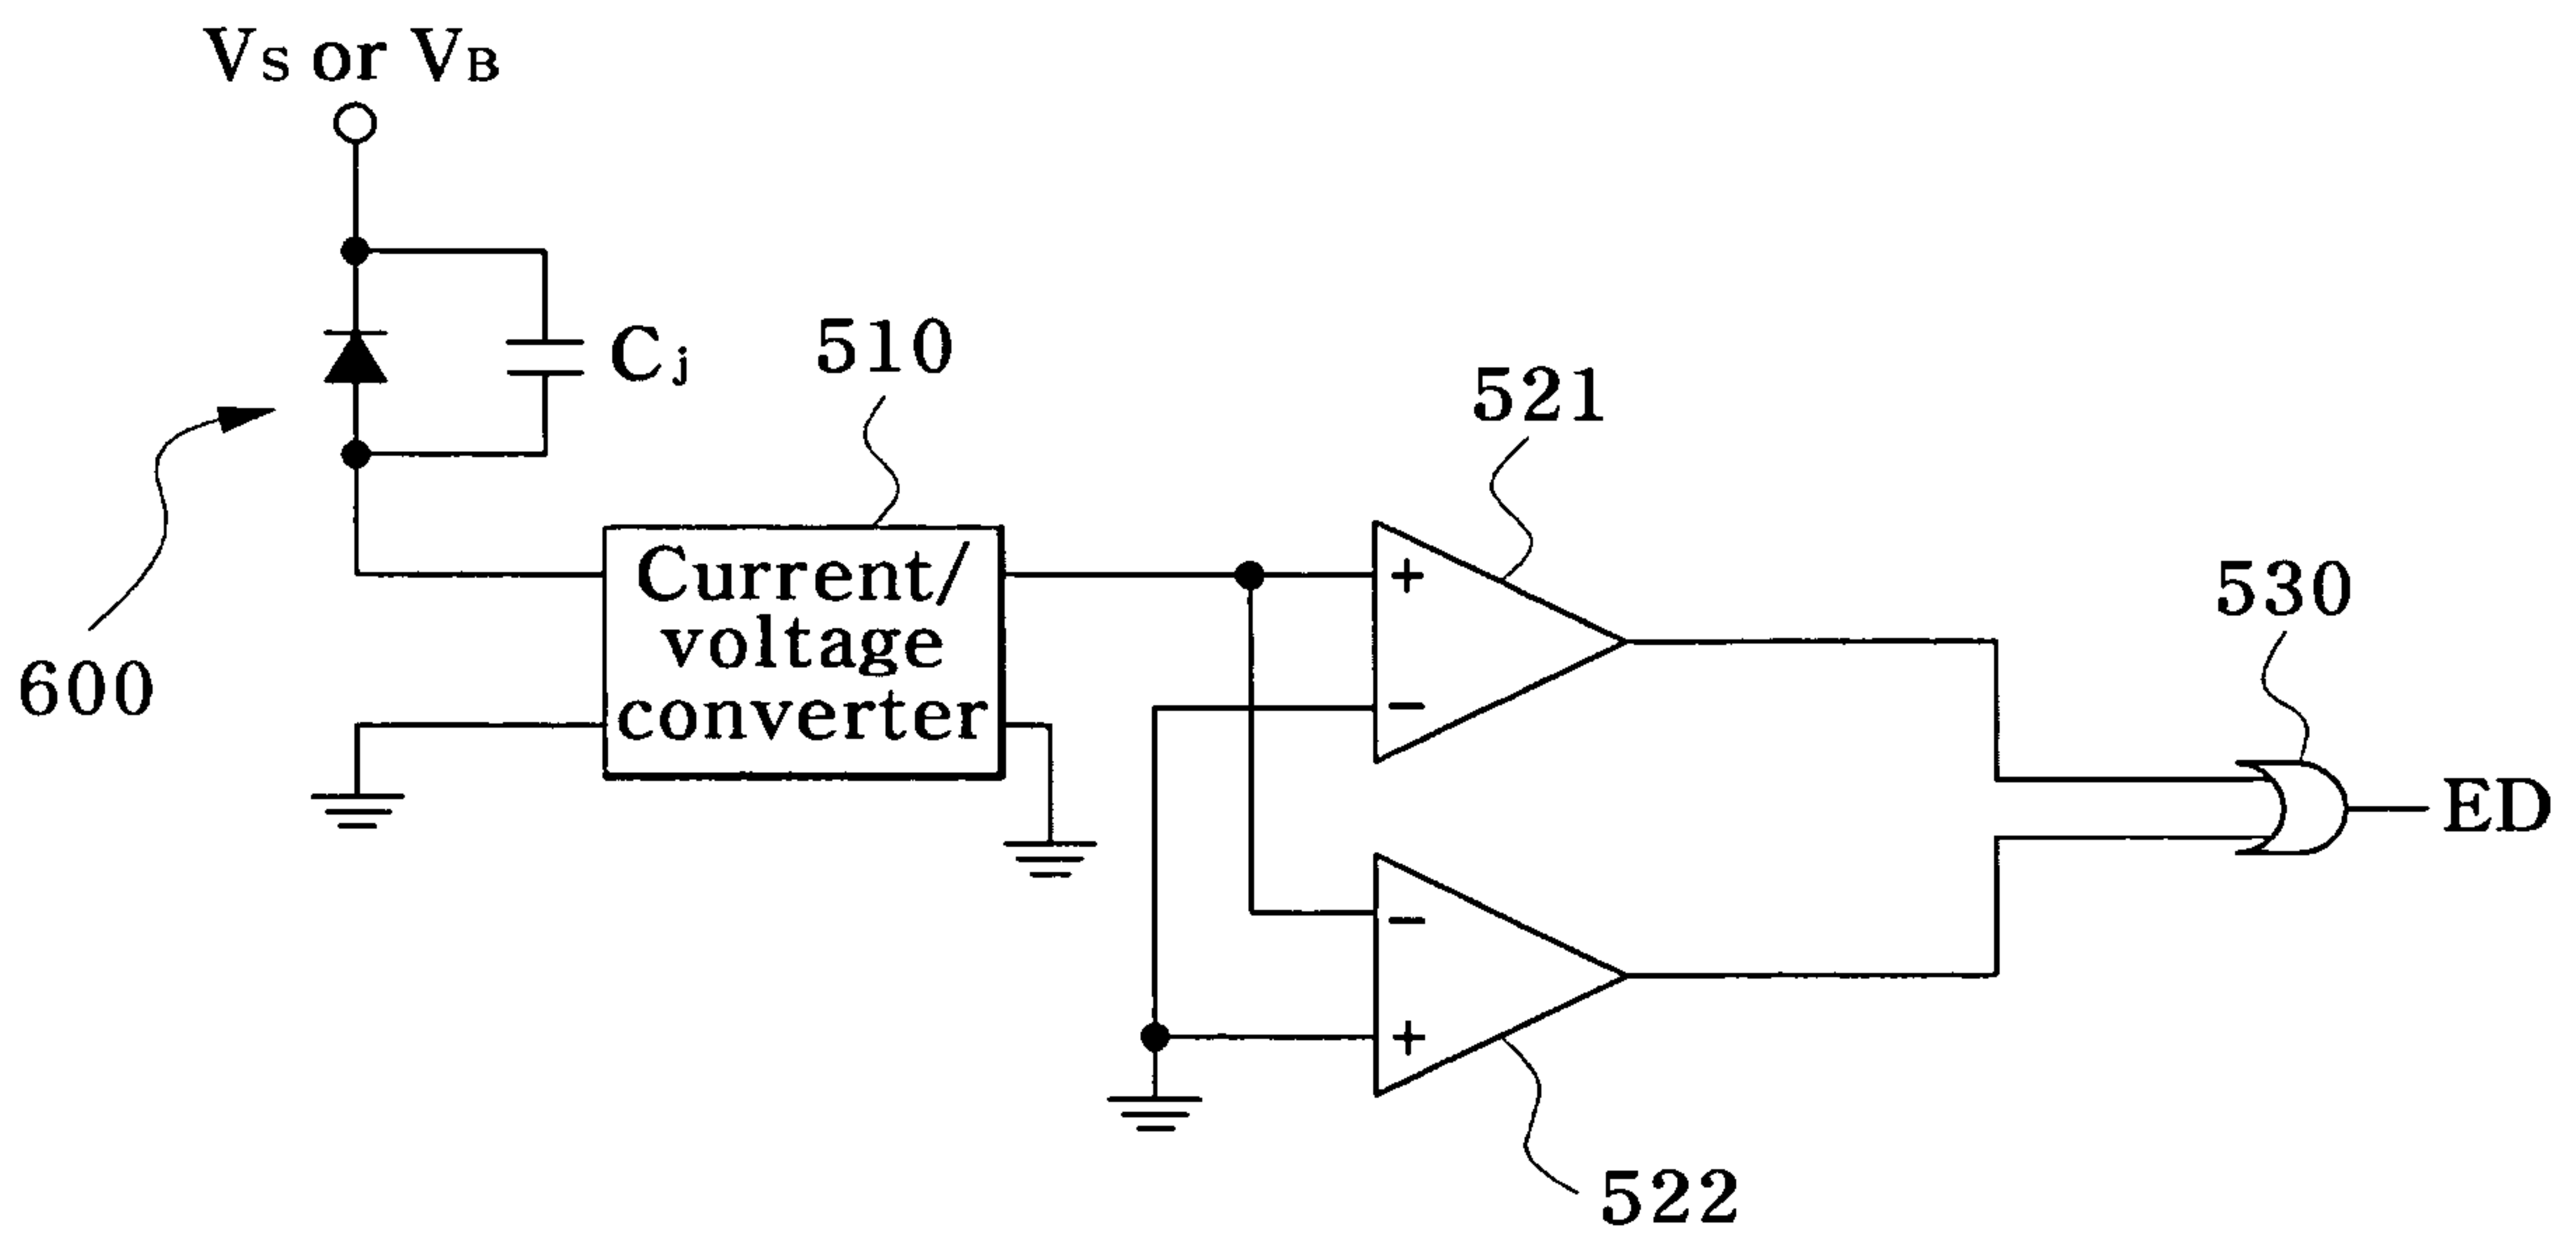 VS or VB
Cj
510
521
Current/
voltage
converter
+
−
530
600
ED
−
+
522